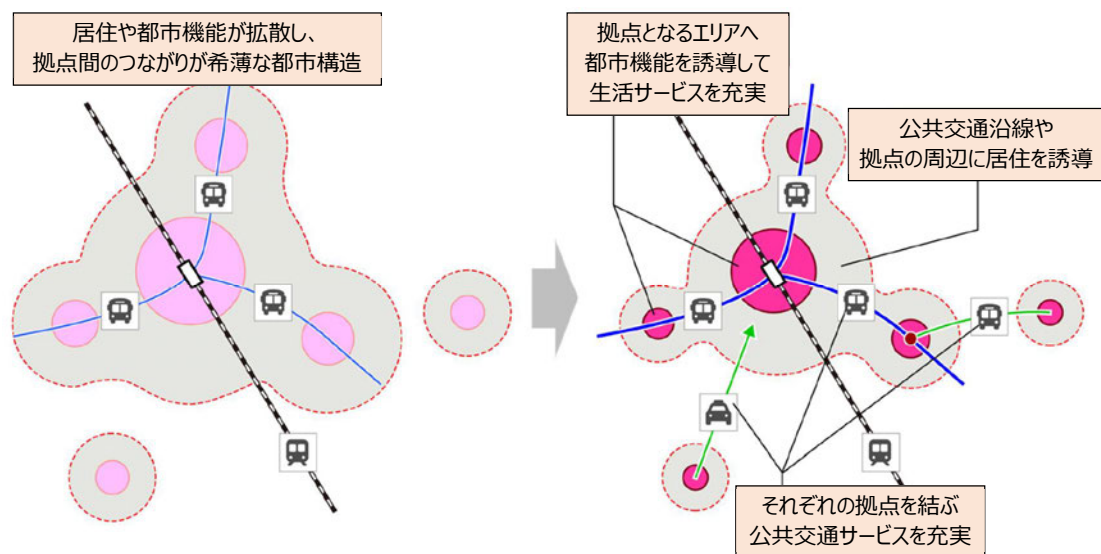 居住や都市機能が拡散し、
拠点間のつながりが希薄な都市構造
拠点となるエリアへ
都市機能を誘導して
生活サービスを充実
公共交通沿線や
拠点の周辺に居住を誘導
それぞれの拠点を結ぶ
公共交通サービスを充実